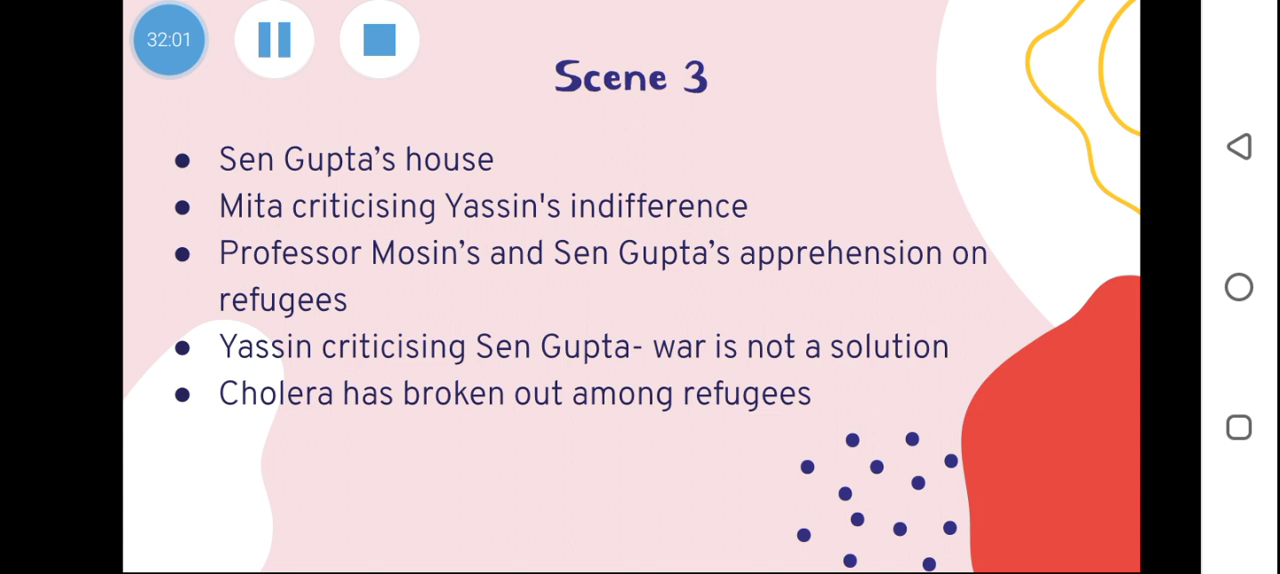 32:01
Scene 3
● Sen Gupta’s house
● Mita criticising Yassin's indifference
● Professor Mosin’s and Sen Gupta’s apprehension on
refugees
● Yassin criticising Sen Gupta- war is not a solution
● Cholera has broken out among refugees